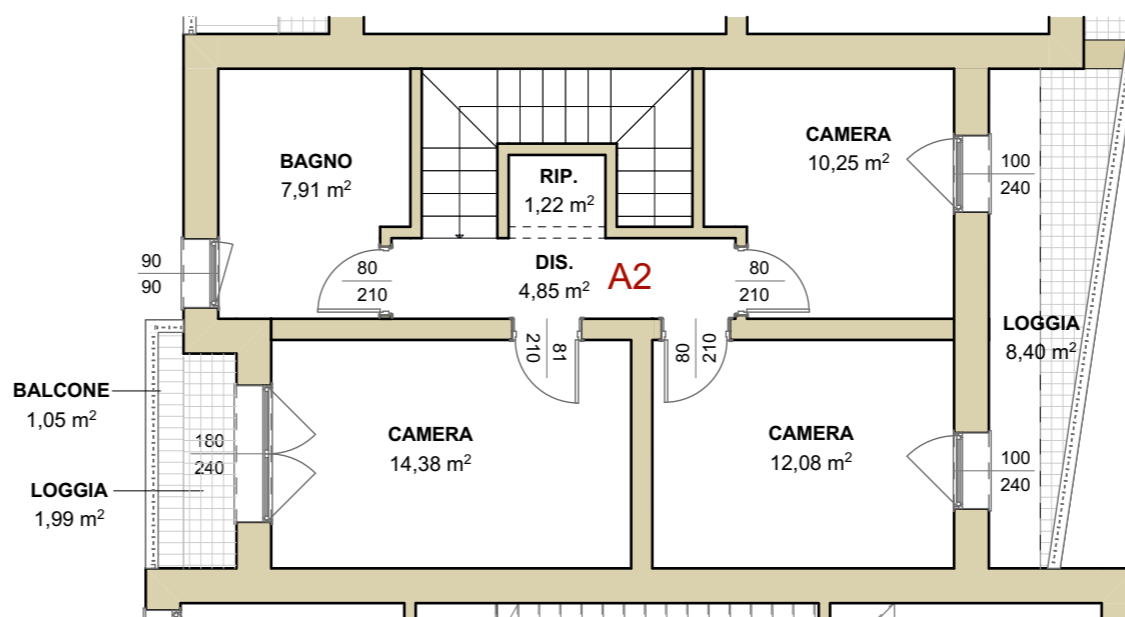 BAGNO
7,91 m²
RIP.
1,22 m²
CAMERA
10,25 m²
100
240
90
90
80
210
DIS.
4,85 m²
A2
80
210
LOGGIA
8,40 m²
81
210
80
210
BALCONE
1,05 m²
180
240
CAMERA
14,38 m²
CAMERA
12,08 m²
100
240
LOGGIA
1,99 m²